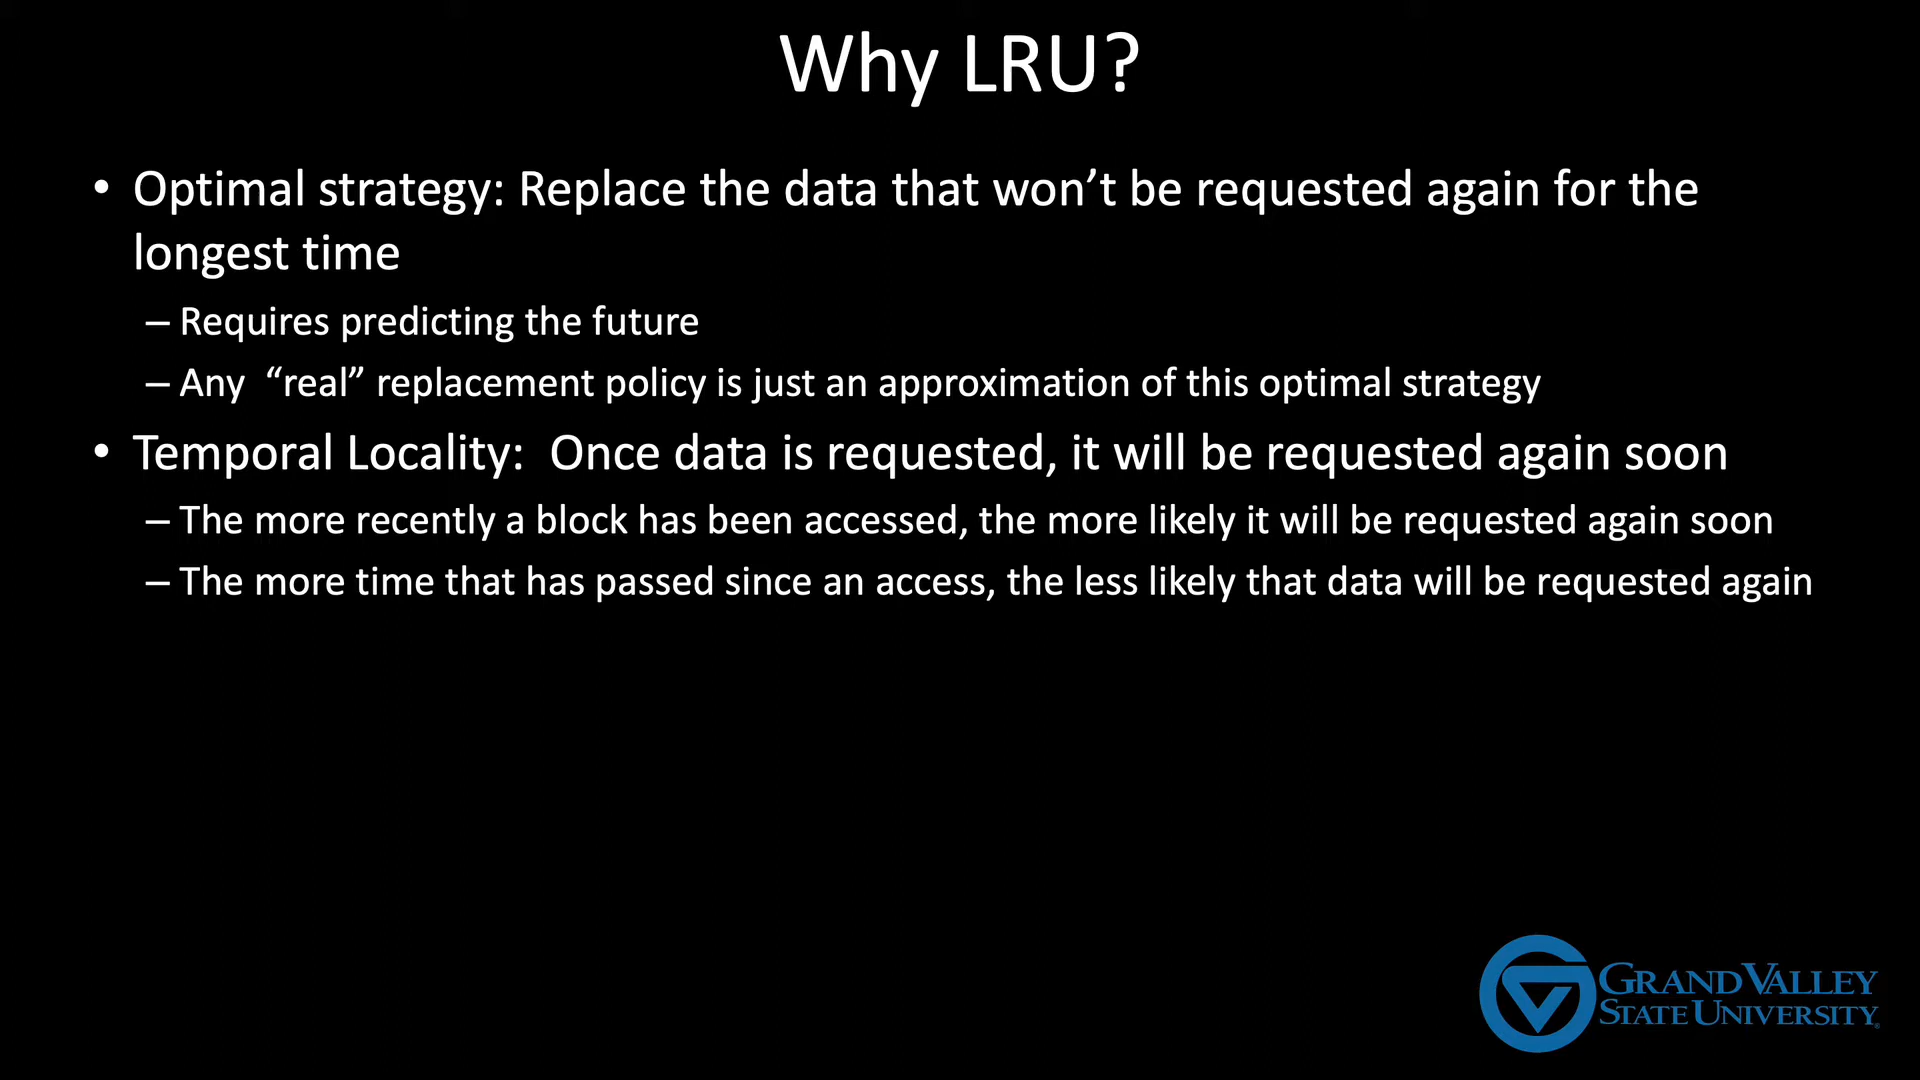 Why LRU?
• Optimal strategy: Replace the data that won’t be requested again for the
longest time
– Requires predicting the future
– Any  “real” replacement policy is just an approximation of this optimal strategy
• Temporal Locality:  Once data is requested, it will be requested again soon
– The more recently a block has been accessed, the more likely it will be requested again soon
– The more time that has passed since an access, the less likely that data will be requested again
GRAND VALLEY
STATE UNIVERSITY